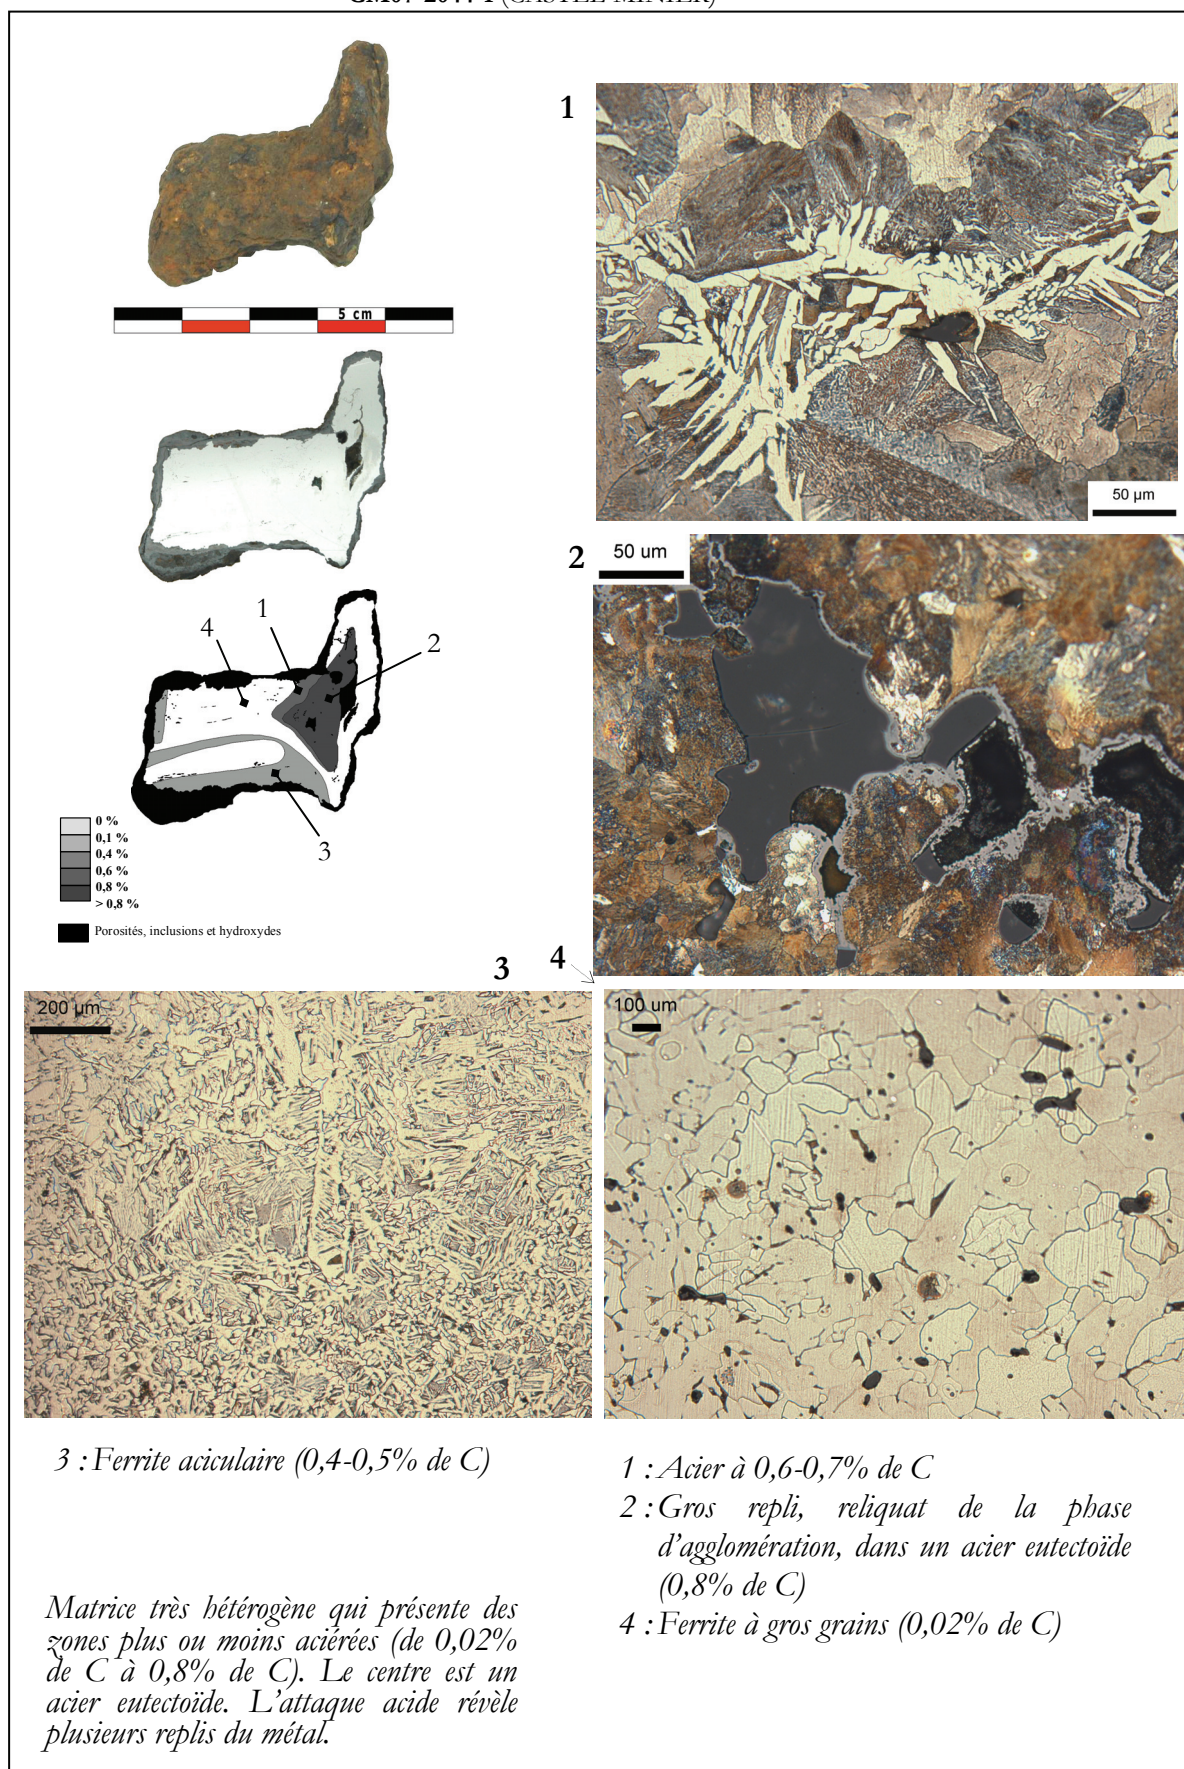 (CASTEL-MINIER)
1
5 cm
50 µm
2
50 um
1
4
2
3
0 %
0,1 %
0,4 %
0,6 %
0,8 %
> 0,8 %
Porosités, inclusions et hydroxydes
3
4
200 µm
100 um
3 : Ferrite aciculaire (0,4-0,5% de C)
Matrice très hétérogène qui présente des
zones plus ou moins aciérées (de 0,02%
de C à 0,8% de C). Le centre est un
acier eutectoïde. L'attaque acide révèle
plusieurs replis du métal.
1 : Acier à 0,6-0,7% de C
2 : Gros repli, reliquat de la phase
d'agglomération, dans un acier eutectoïde
(0,8% de C)
4 : Ferrite à gros grains (0,02% de C)